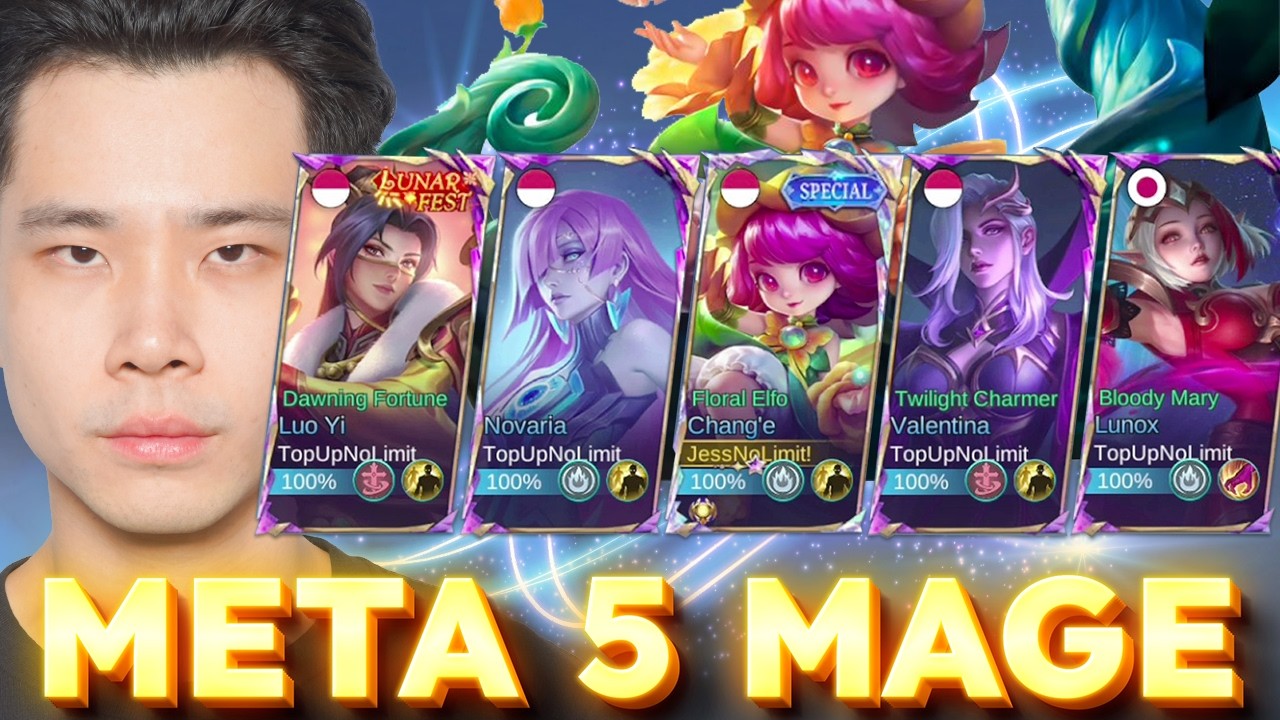 LUNAR FEST
Dawning Fortune
Luo Yi
TopUpNoLimit
100%
Novaria
TopUpNoLimit
100%
SPECIAL
Floral Elfo
Chang'e
JessNoLimit!
100%
Twilight Charmer
Valentina
TopUpNoLimit
100%
Bloody Mary
Lunox
TopUpNoLimit
100%
META 5 MAGE